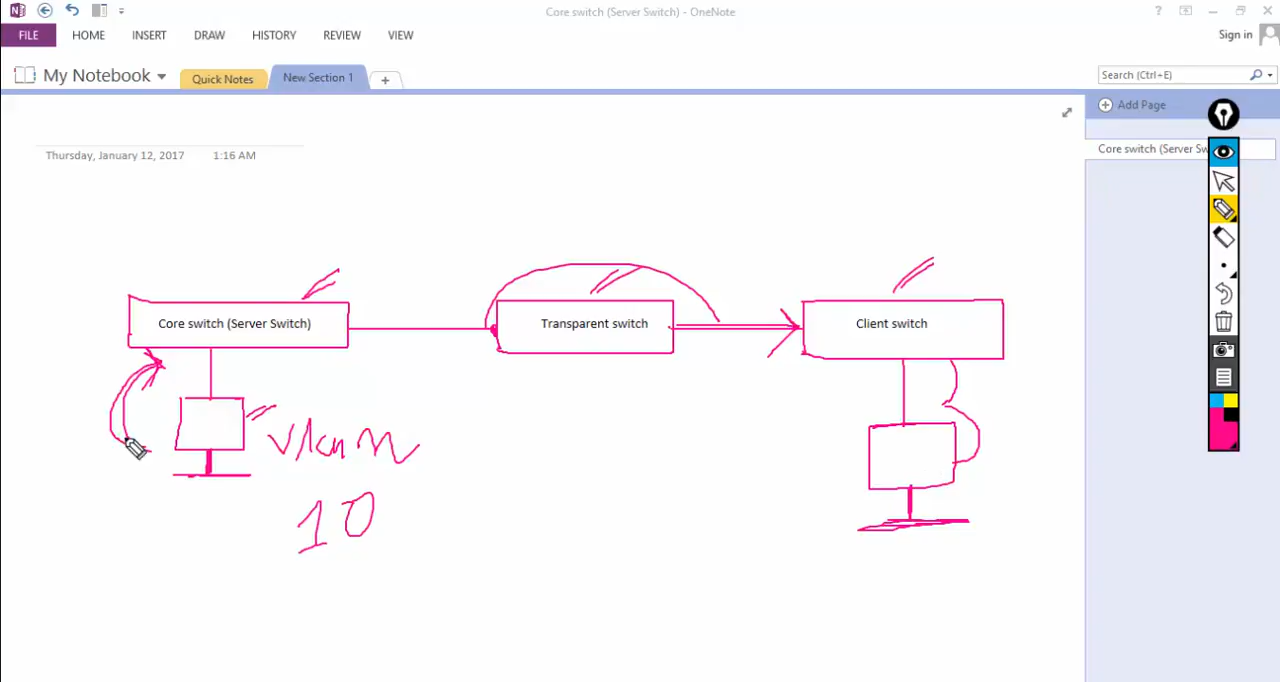 Core switch (Server Switch) - OneNote
?
Sign in
FILE HOME INSERT DRAW HISTORY REVIEW VIEW
My Notebook Quick Notes New Section 1 +
Search (Ctrl+E)
Add Page
Core switch (Server Sw
Thursday, January 12, 2017 1:16 AM
Core switch (Server Switch) Transparent switch Client switch
10